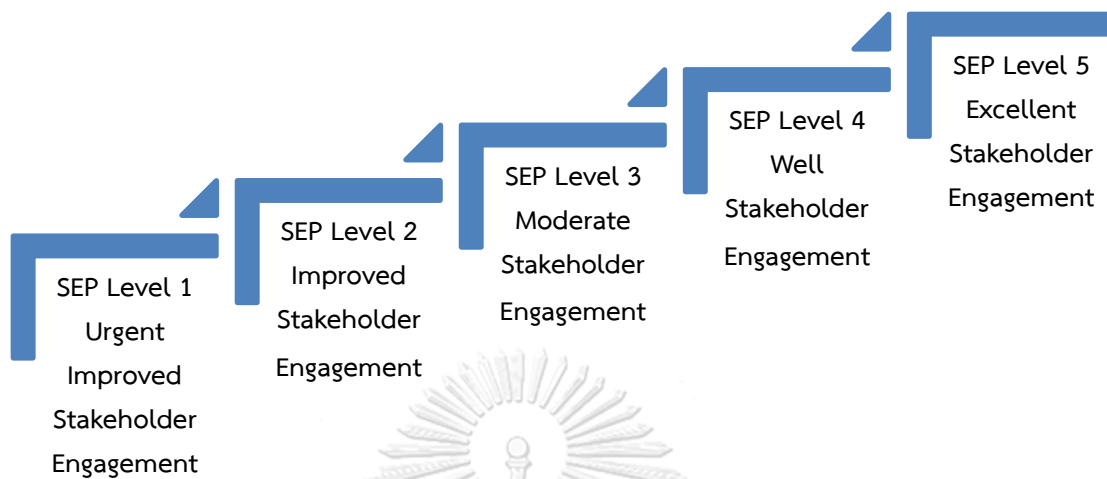 SEP Level 1
Urgent
Improved
Stakeholder
Engagement
SEP Level 2
Improved
Stakeholder
Engagement
SEP Level 3
Moderate
Stakeholder
Engagement
SEP Level 4
Well
Stakeholder
Engagement
SEP Level 5
Excellent
Stakeholder
Engagement